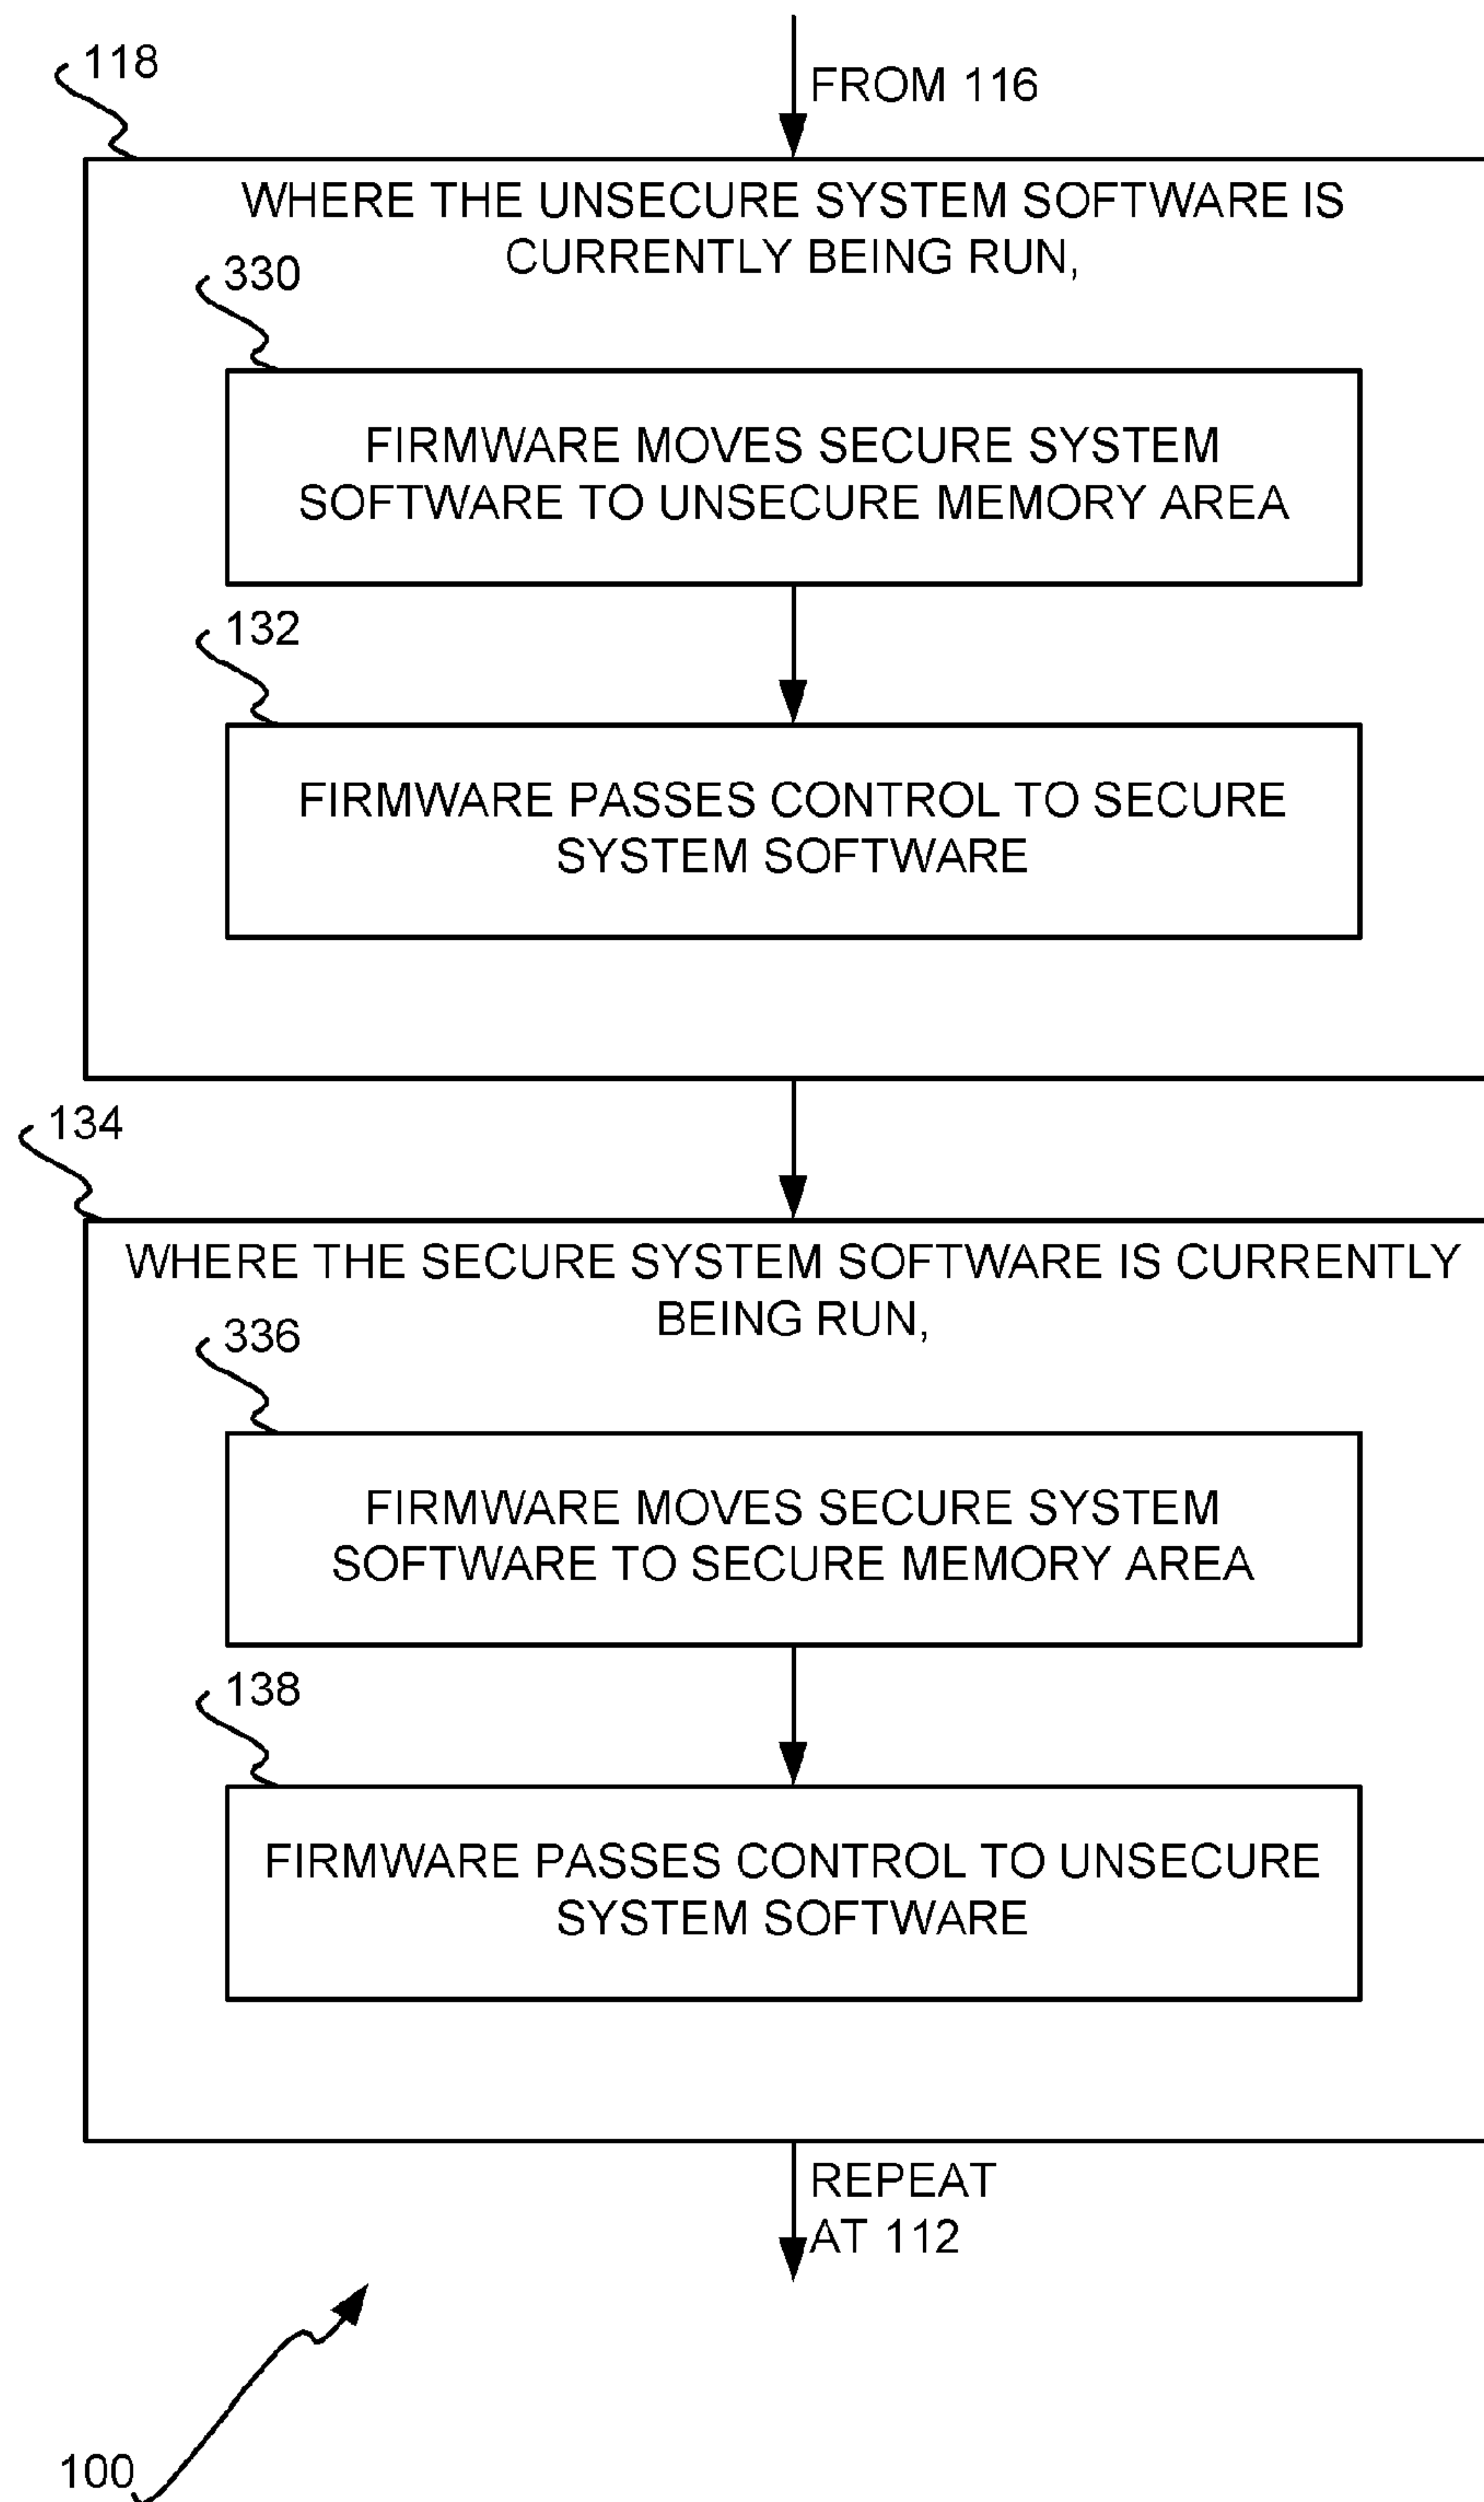 118
FROM 116
WHERE THE UNSECURE SYSTEM SOFTWARE IS
CURRENTLY BEING RUN,
330
FIRMWARE MOVES SECURE SYSTEM
SOFTWARE TO UNSECURE MEMORY AREA
132
FIRMWARE PASSES CONTROL TO SECURE
SYSTEM SOFTWARE
134
WHERE THE SECURE SYSTEM SOFTWARE IS CURRENTLY
BEING RUN,
336
FIRMWARE MOVES SECURE SYSTEM
SOFTWARE TO SECURE MEMORY AREA
138
FIRMWARE PASSES CONTROL TO UNSECURE
SYSTEM SOFTWARE
REPEAT
AT 112
100